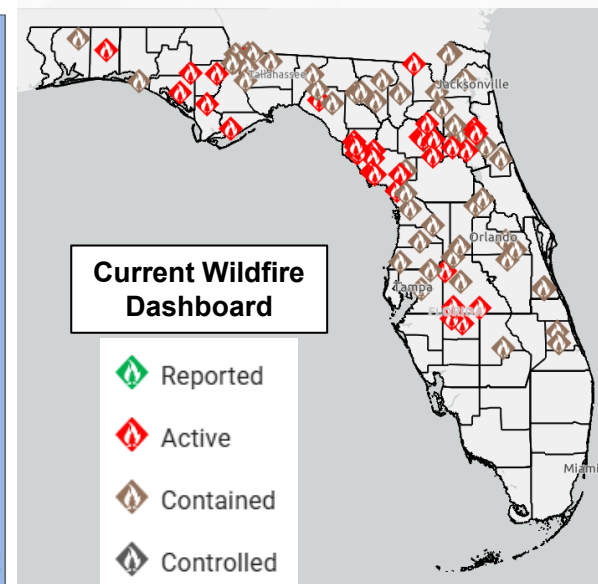 Tallahassee
Jacksonville
Orlando
Tampa
Miami
Current Wildfire
Dashboard
Reported
Active
Contained
Controlled